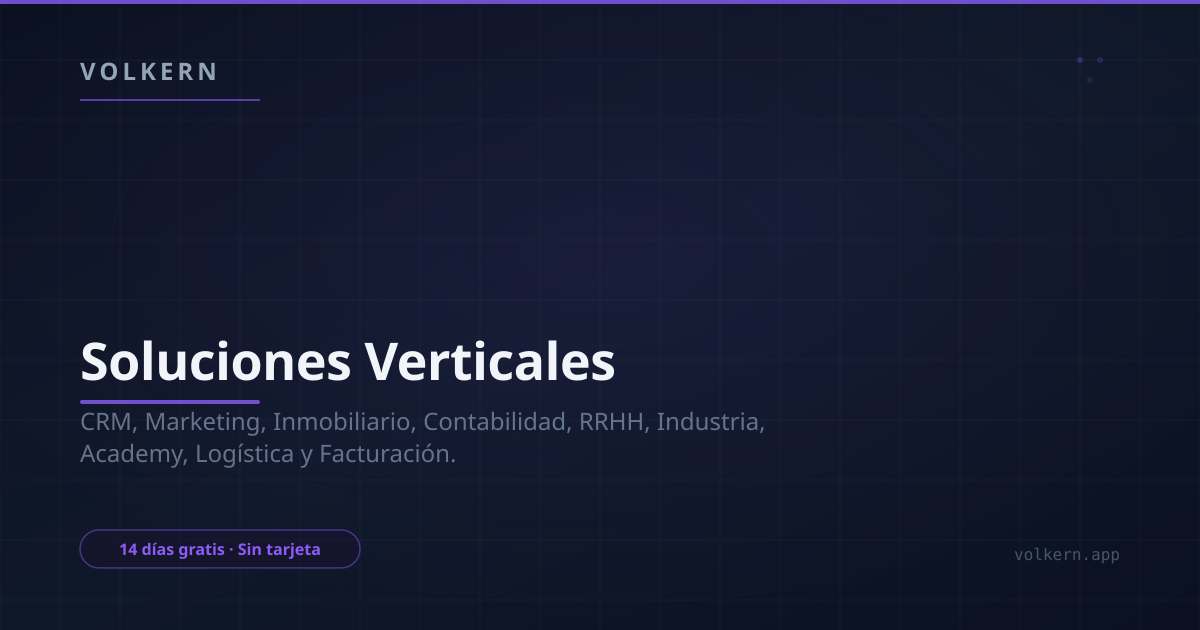 VOLKERN
Soluciones Verticales
CRM, Marketing, Inmobiliario, Contabilidad, RRHH, Industria,
Academy, Logística y Facturación.
14 días gratis · Sin tarjeta
volkern.app